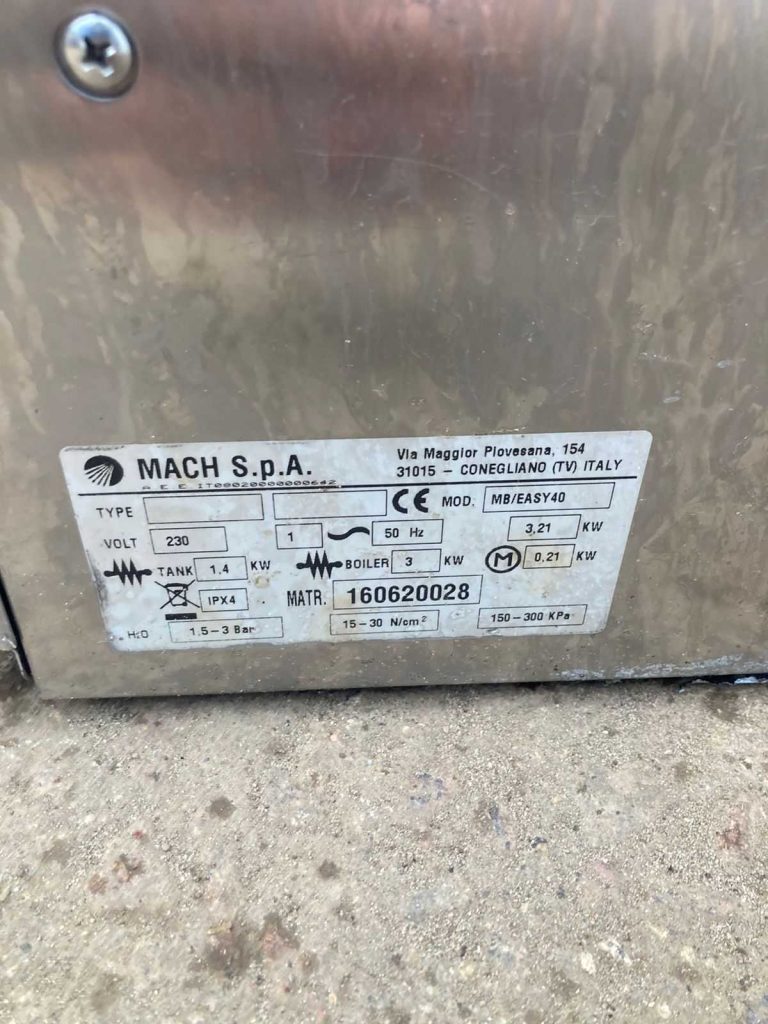 MACH S.p.A.
Via Maggior Piovesana, 154
31015 – CONEGLIANO (TV) ITALY
A.E.E. IT08020000000642
TYPE CE MOD. MB/EASY40
VOLT 230 1 50 Hz 3,21 KW
TANK 1.4 KW BOILER 3 KW M 0,21 KW
IPX4 MATR. 160620028
H2O 1,5–3 Bar 15–30 N/cm² 150–300 KPa